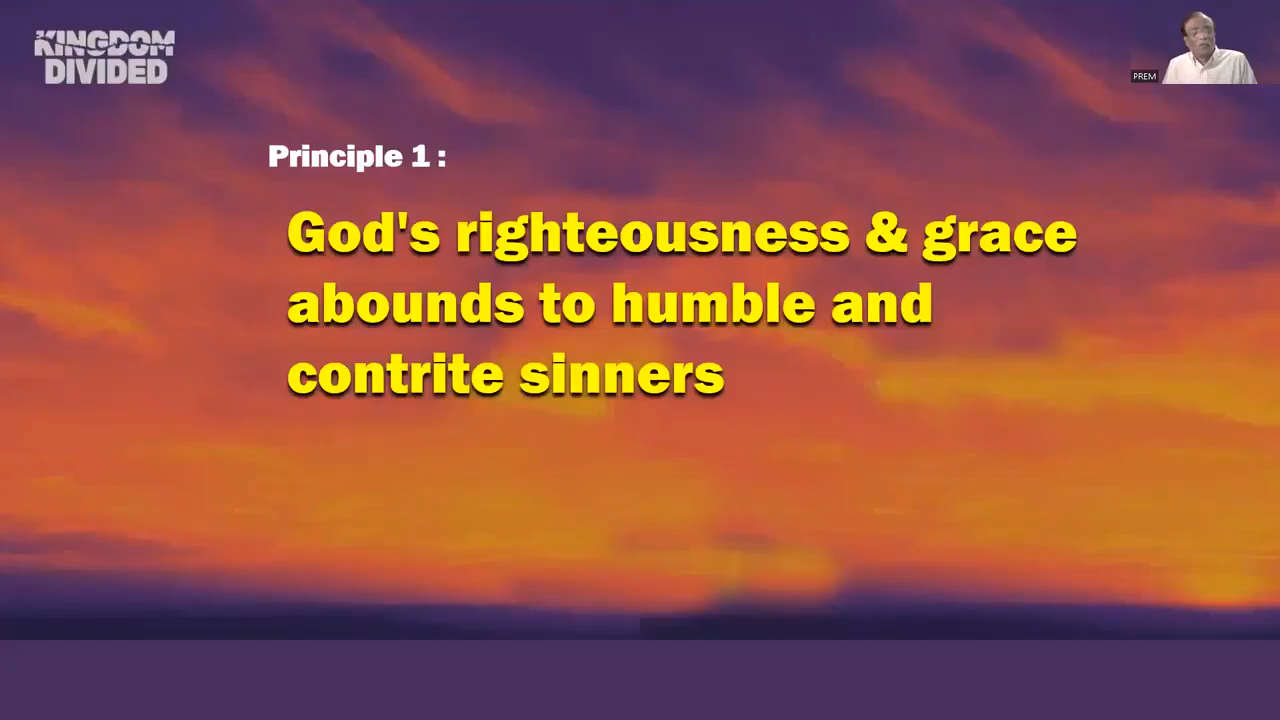 KINGDOM
DIVIDED
PREM
Principle 1 :
God's righteousness & grace
abounds to humble and
contrite sinners